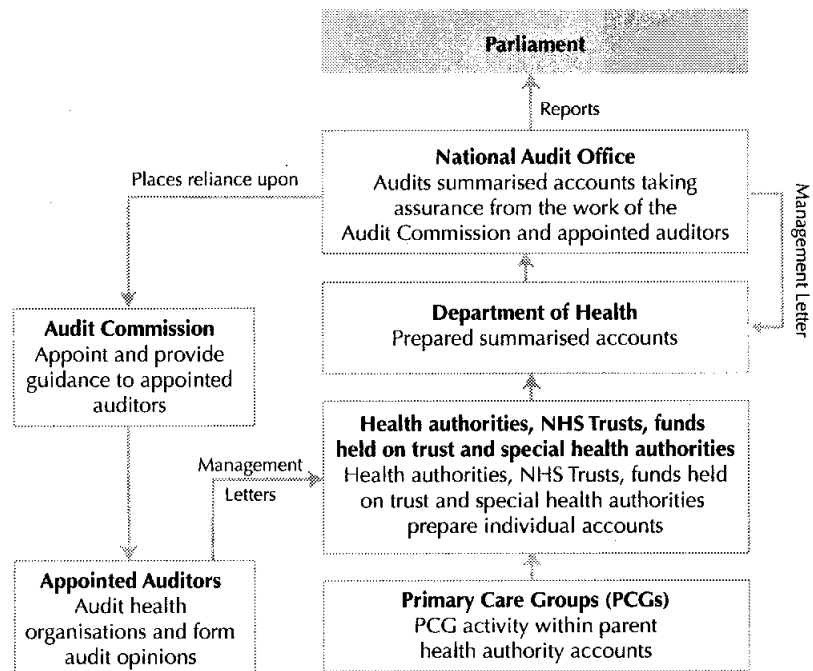 Parliament
Reports
National Audit Office
Audits summarised accounts taking
assurance from the work of the
Audit Commission and appointed auditors
Places reliance upon
Management Letter
Department of Health
Prepared summarised accounts
Audit Commission
Appoint and provide
guidance to appointed
auditors
Health authorities, NHS Trusts, funds
held on trust and special health authorities
Health authorities, NHS Trusts, funds held
on trust and special health authorities
prepare individual accounts
Management
Letters
Appointed Auditors
Audit health
organisations and form
audit opinions
Primary Care Groups (PCGs)
PCG activity within parent
health authority accounts